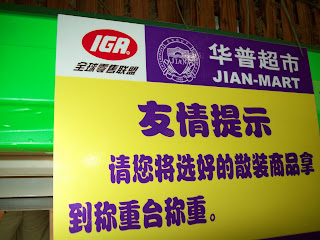 IGA
全球零售联盟
华普超市
JIAN-MART
友情提示
请您将选好的散装商品拿
到称重台称重。